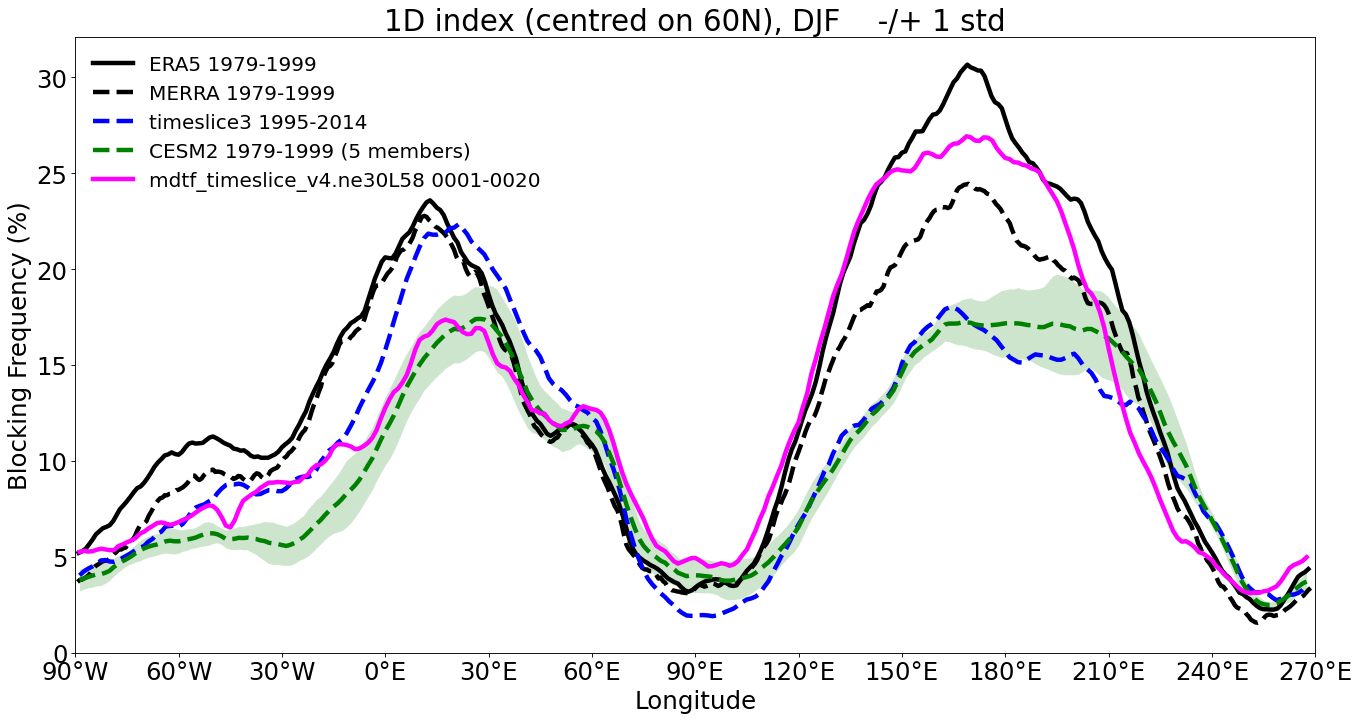 1D index (centred on 60N), DJF    -/+ 1 std
ERA5 1979-1999
MERRA 1979-1999
timeslice3 1995-2014
CESM2 1979-1999 (5 members)
mdtf_timeslice_v4.ne30L58 0001-0020
Blocking Frequency (%)
30
25
20
15
10
5
0
90°W 60°W 30°W 0°E 30°E 60°E 90°E 120°E 150°E 180°E 210°E 240°E 270°E
Longitude